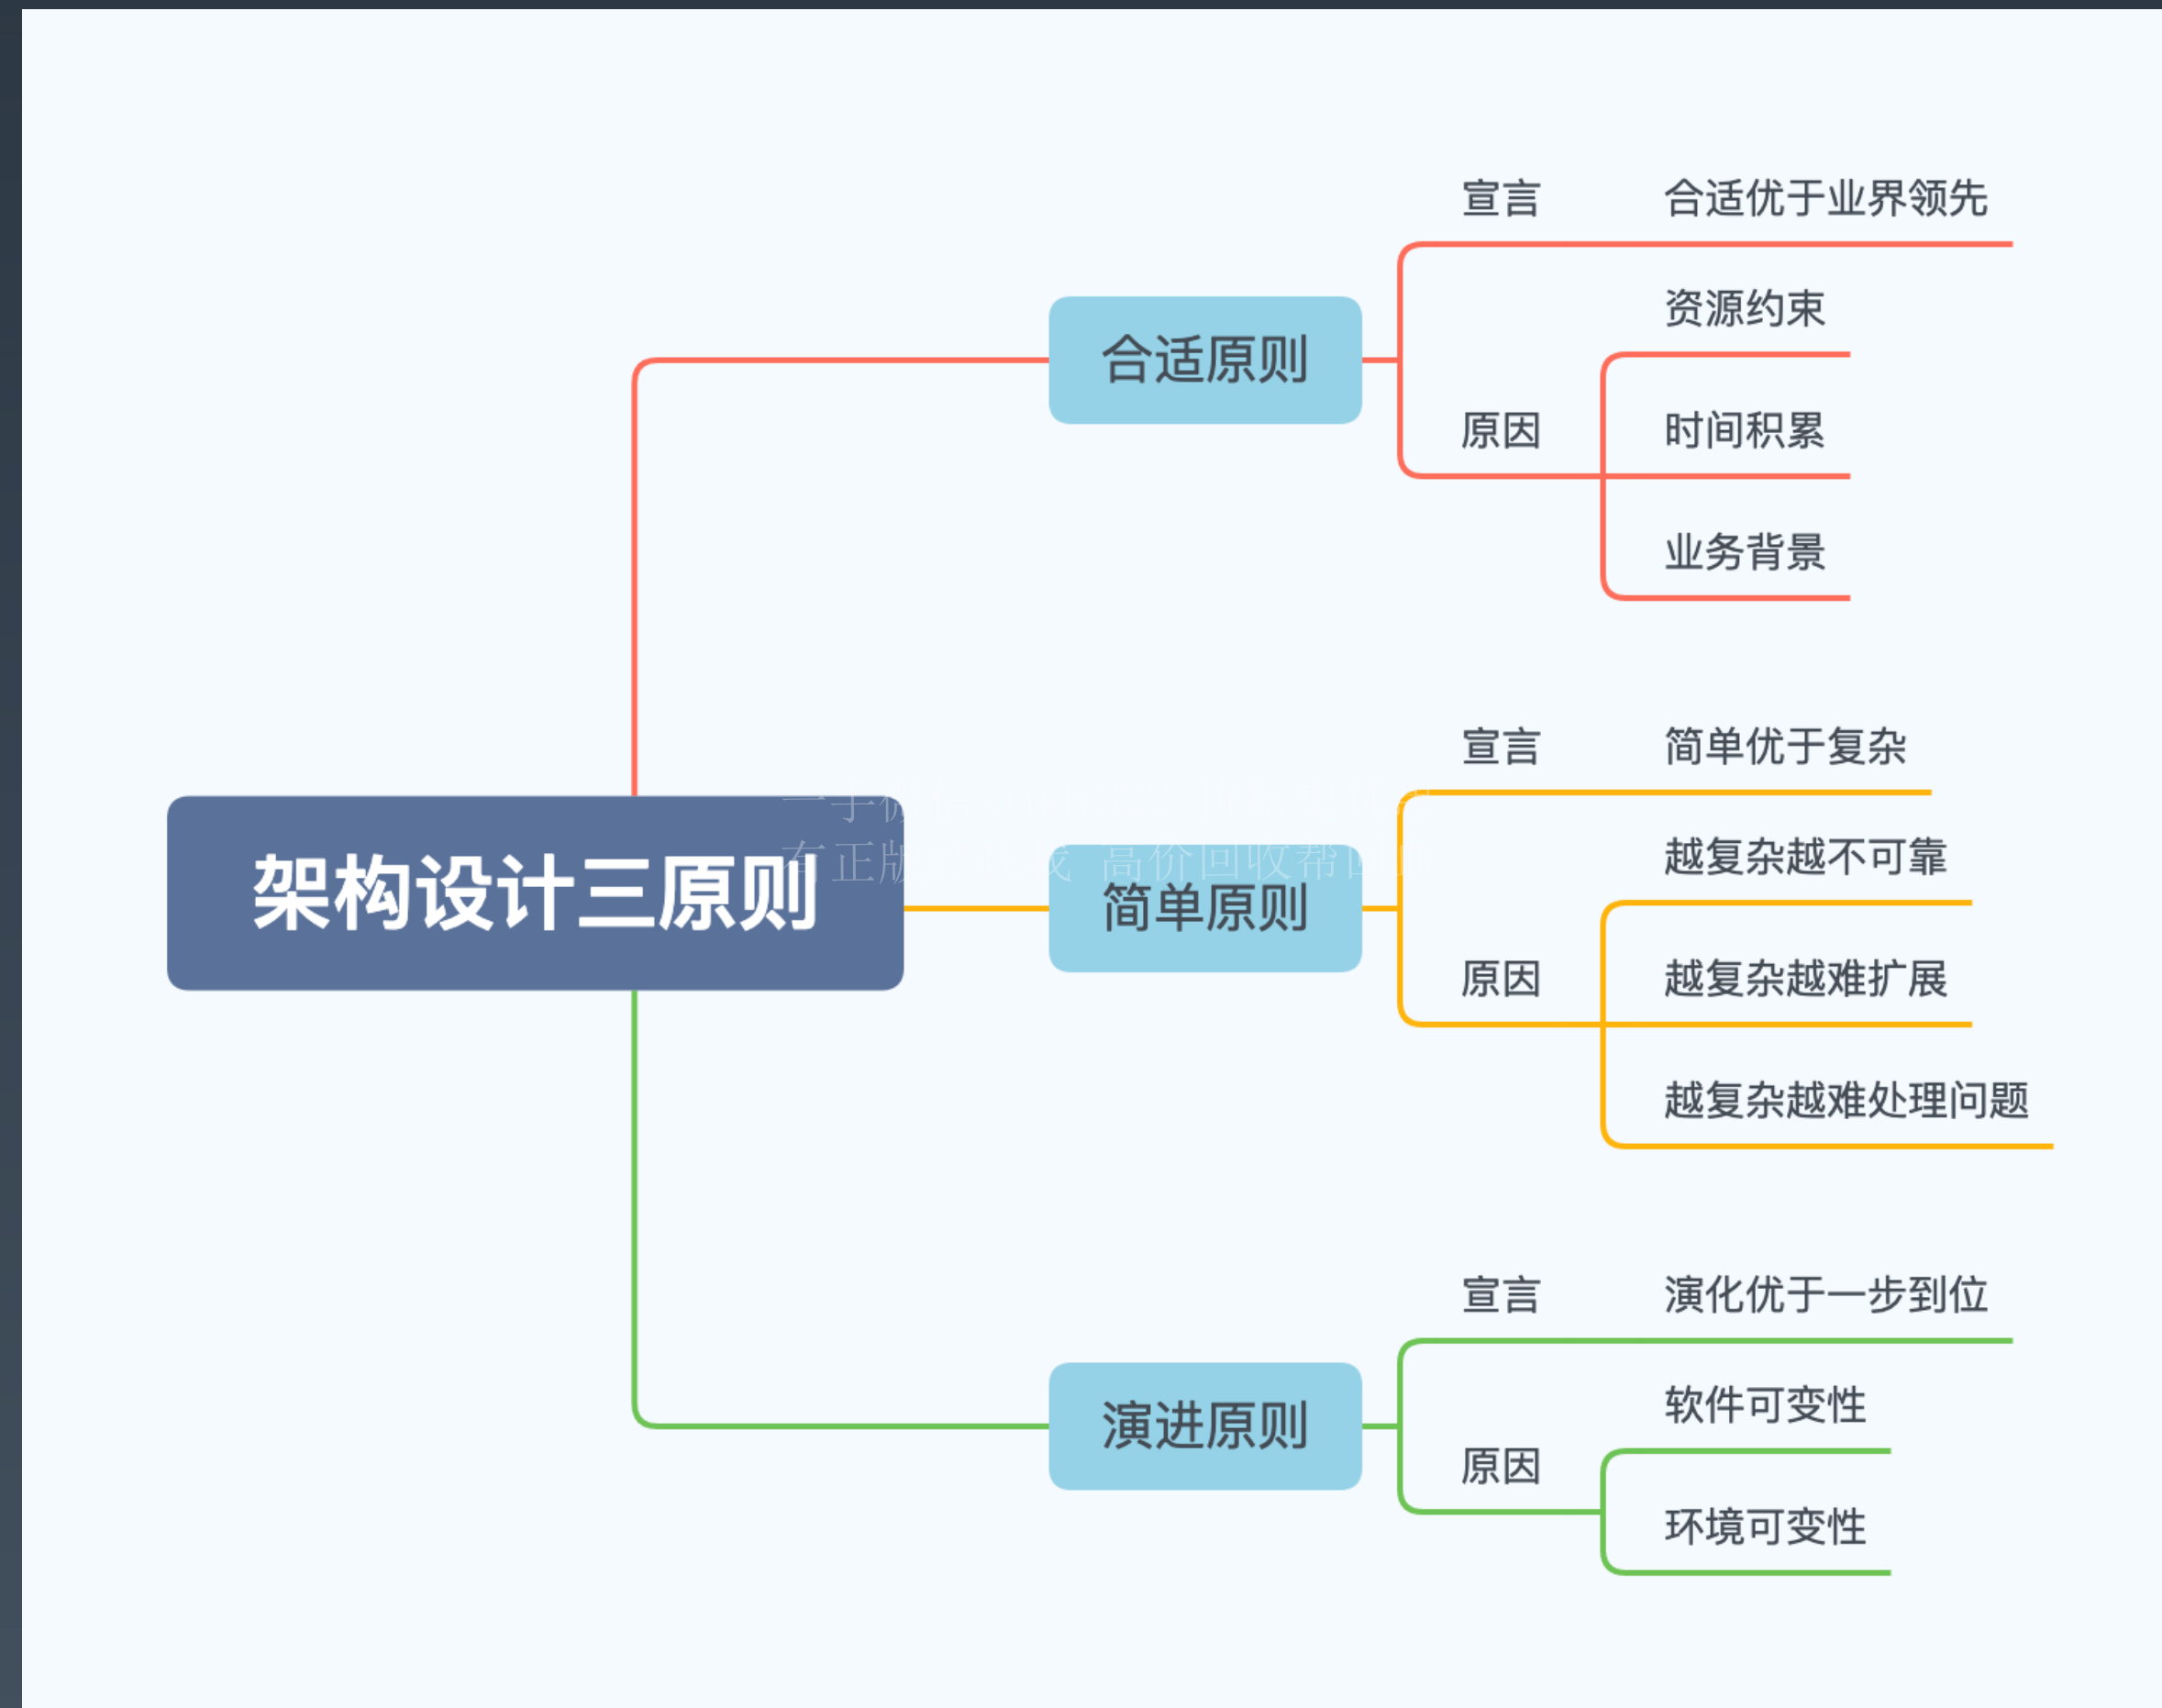 架构设计三原则
合适原则
宣言 合适优于业界领先
原因
资源约束
时间积累
业务背景
简单原则
宣言 简单优于复杂
原因
越复杂越不可靠
越复杂越难扩展
越复杂越难处理问题
演进原则
宣言 演化优于一步到位
原因
软件可变性
环境可变性
高价回收帮